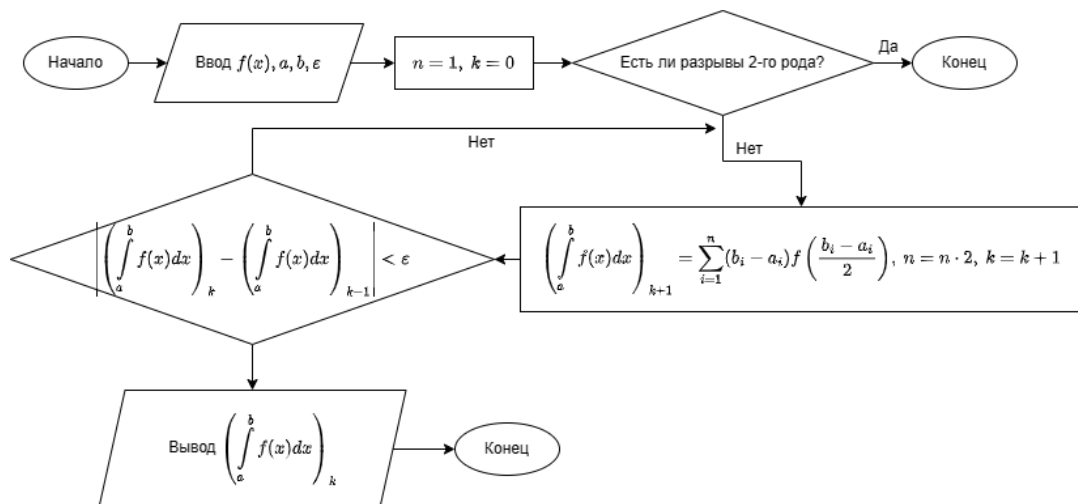 Начало
Ввод f(x), a, b, ε
n = 1, k = 0
Есть ли разрывы 2-го рода?
Да
Конец
Нет
Нет
|(∫_a^b f(x)dx)_k − (∫_a^b f(x)dx)_{k−1}| < ε
(∫_a^b f(x)dx)_{k+1} = ∑_{i=1}^n (b_i − a_i) f((b_i − a_i)/2), n = n · 2, k = k + 1
Вывод (∫_a^b f(x)dx)_k
Конец